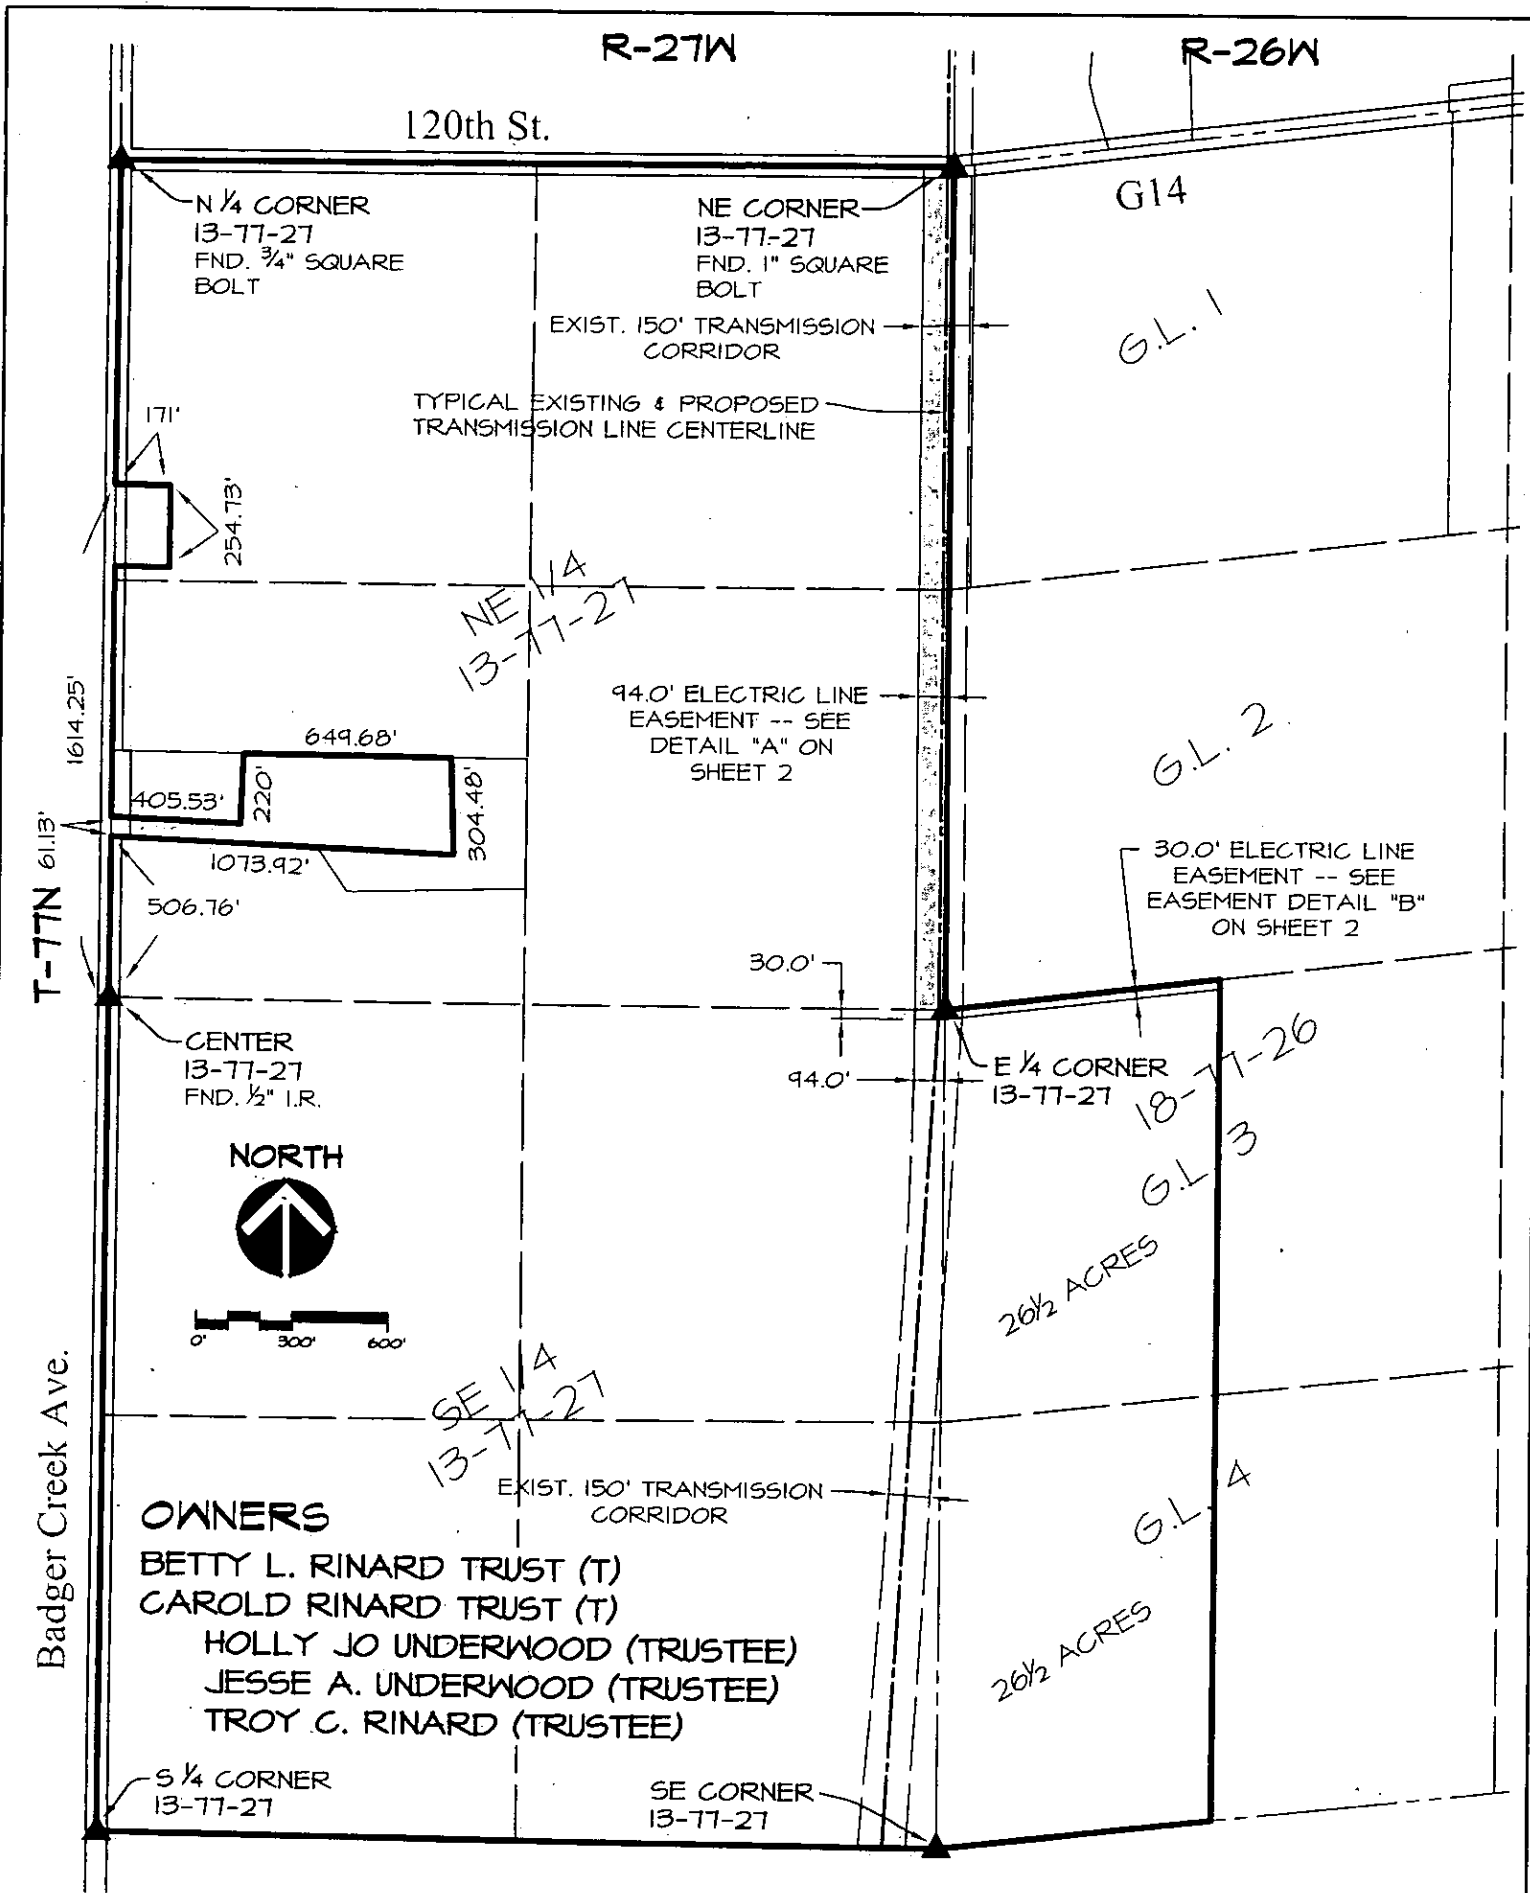 R-27W
R-26W
120th St.
G14
N 1/4 CORNER
13-77-27
FND. 3/4" SQUARE
BOLT
NE CORNER
13-77-27
FND. 1" SQUARE
BOLT
EXIST. 150' TRANSMISSION
CORRIDOR
G.L. 1
TYPICAL EXISTING & PROPOSED
TRANSMISSION LINE CENTERLINE
171'
254.73'
NE 1/4
13-77-27
1614.25'
94.0' ELECTRIC LINE
EASEMENT -- SEE
DETAIL "A" ON
SHEET 2
G.L. 2
649.68'
405.53'
220'
304.48'
61.13'
1073.92'
T-77N
506.76'
30.0' ELECTRIC LINE
EASEMENT -- SEE
EASEMENT DETAIL "B"
ON SHEET 2
30.0'
CENTER
13-77-27
FND. 1/2" I.R.
94.0'
E 1/4 CORNER
13-77-27
18-77-26
G.L. 3
NORTH
26 1/2 ACRES
0'
300'
600'
SE 1/4
13-77-27
Badger Creek Ave.
EXIST. 150' TRANSMISSION
CORRIDOR
G.L. 4
OWNERS
BETTY L. RINARD TRUST (T)
CAROLD RINARD TRUST (T)
HOLLY JO UNDERWOOD (TRUSTEE)
JESSE A. UNDERWOOD (TRUSTEE)
TROY C. RINARD (TRUSTEE)
26 1/2 ACRES
S 1/4 CORNER
13-77-27
SE CORNER
13-77-27